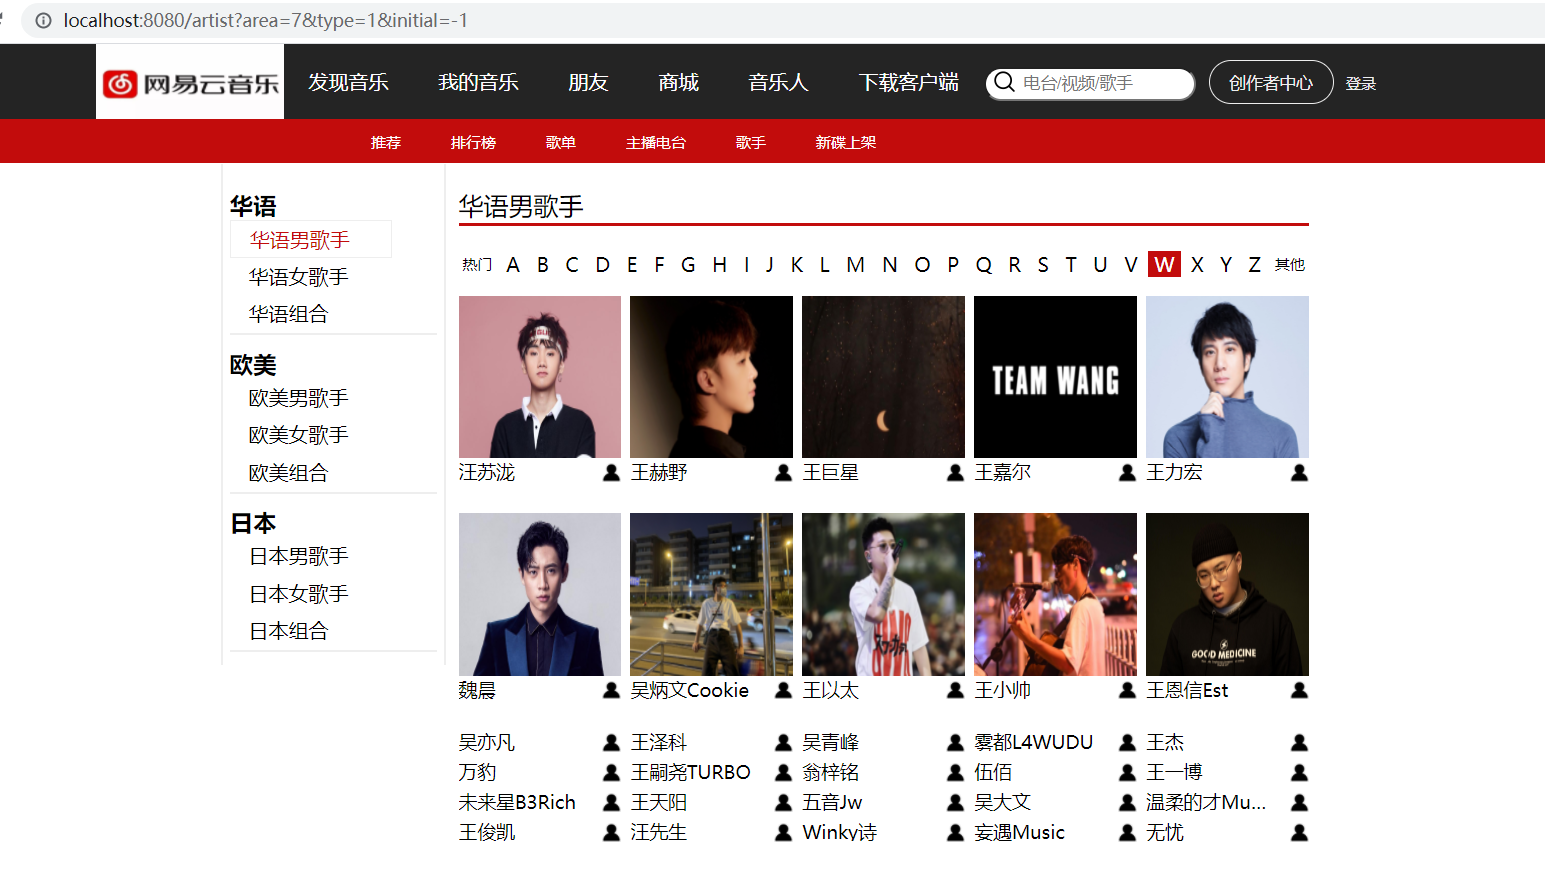 localhost:8080/artist?area=7&type=1&initial=-1
网易云音乐 发现音乐 我的音乐 朋友 商城 音乐人 下载客户端 电台/视频/歌手 创作者中心 登录
推荐 排行榜 歌单 主播电台 歌手 新碟上架
华语
华语男歌手
华语女歌手
华语组合
欧美
欧美男歌手
欧美女歌手
欧美组合
日本
日本男歌手
日本女歌手
日本组合
华语男歌手
热门 A B C D E F G H I J K L M N O P Q R S T U V W X Y Z 其他
TEAM WANG
汪苏泷 王赫野 王巨星 王嘉尔 王力宏
GOOD MEDICINE
魏晨 吴炳文Cookie 王以太 王小帅 王恩信Est
吴亦凡 王泽科 吴青峰 雾都L4WUDU 王杰
万豹 王嗣尧TURBO 翁梓铭 伍佰 王一博
未来星B3Rich 王天阳 五音Jw 吴大文 温柔的才Mu...
王俊凯 汪先生 Winky诗 妄遇Music 无忧